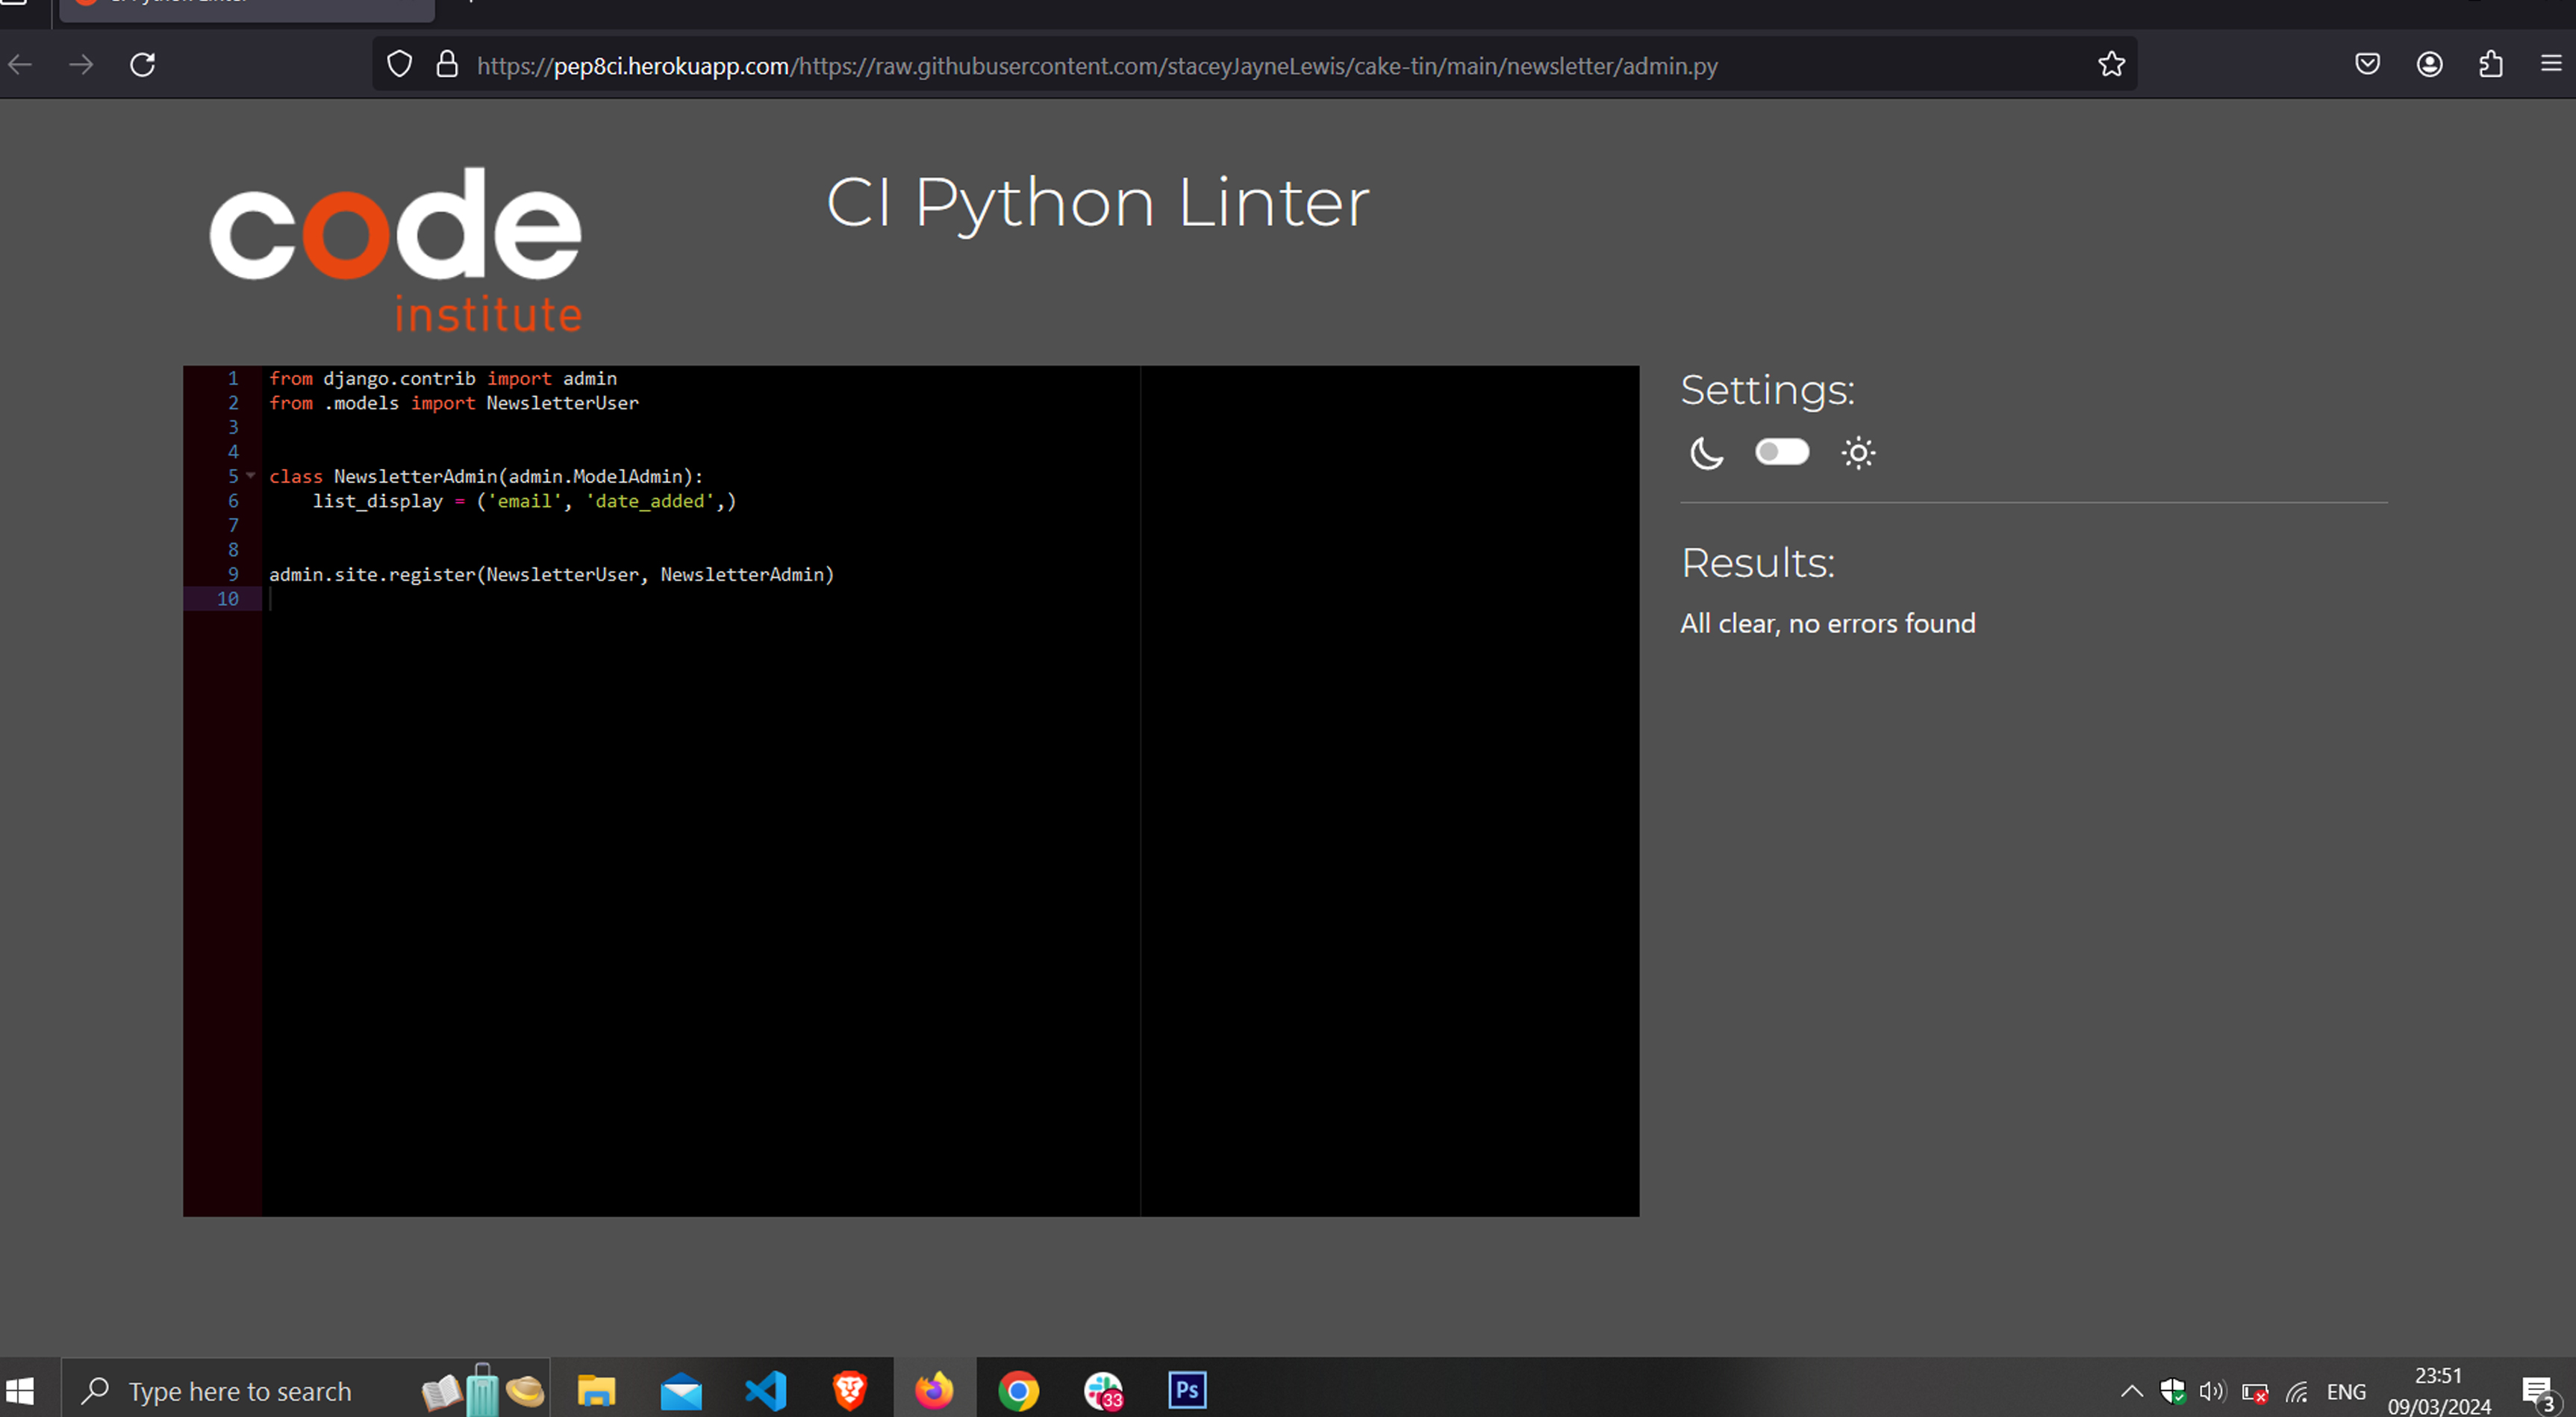 CI Python Linter
https://pep8ci.herokuapp.com/https://raw.githubusercontent.com/staceyJayneLewis/cake-tin/main/newsletter/admin.py
code
institute
CI Python Linter
1 from django.contrib import admin
2 from .models import NewsletterUser
3
4
5 class NewsletterAdmin(admin.ModelAdmin):
6     list_display = ('email', 'date_added',)
7
8
9 admin.site.register(NewsletterUser, NewsletterAdmin)
10
Settings:
Results:
All clear, no errors found
Type here to search
33
Ps
ENG
23:51
09/03/2024
3